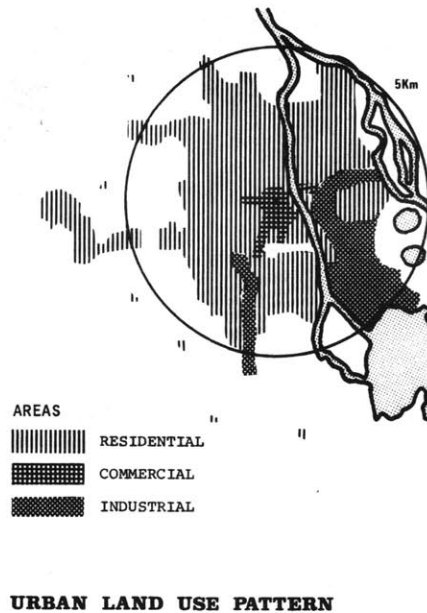 5Km
AREAS
RESIDENTIAL
COMMERCIAL
INDUSTRIAL
URBAN LAND USE PATTERN